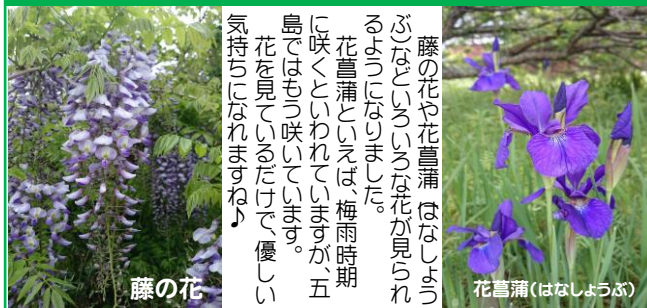 藤の花や花菖蒲（はなしょう
ぶ）などいろいろな花が見られ
るようになりました。
花菖蒲といえば、梅雨時期
に咲くといわれていますが、五
島ではもう咲いています。
花を見ているだけで、優しい
気持ちになれますね♪
藤の花
花菖蒲（はなしょうぶ）